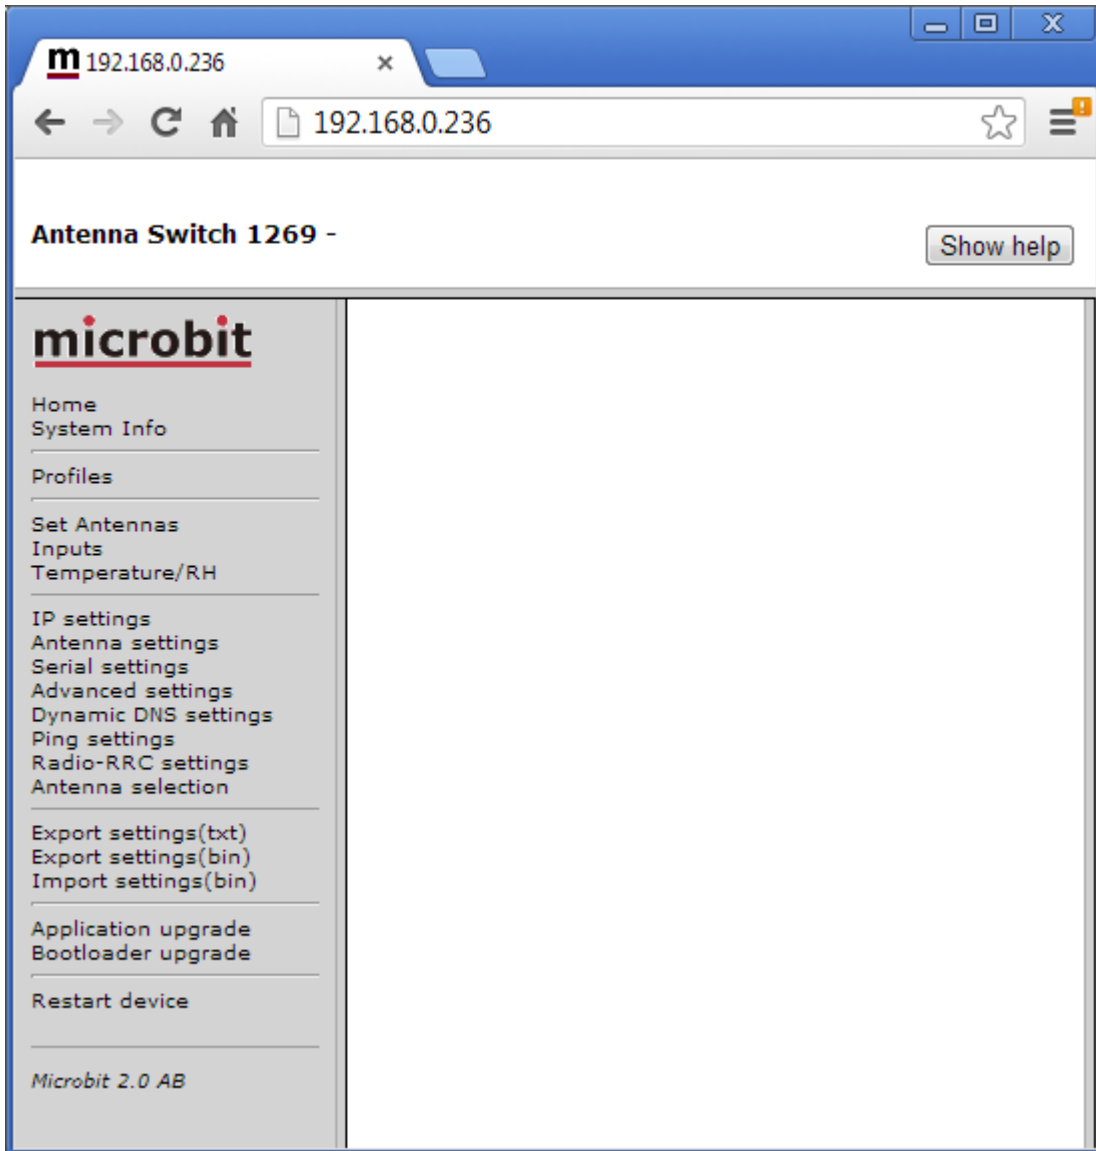 m 192.168.0.236
192.168.0.236
Antenna Switch 1269 -
Show help
microbit
Home
System Info
Profiles
Set Antennas
Inputs
Temperature/RH
IP settings
Antenna settings
Serial settings
Advanced settings
Dynamic DNS settings
Ping settings
Radio-RRC settings
Antenna selection
Export settings(txt)
Export settings(bin)
Import settings(bin)
Application upgrade
Bootloader upgrade
Restart device
Microbit 2.0 AB